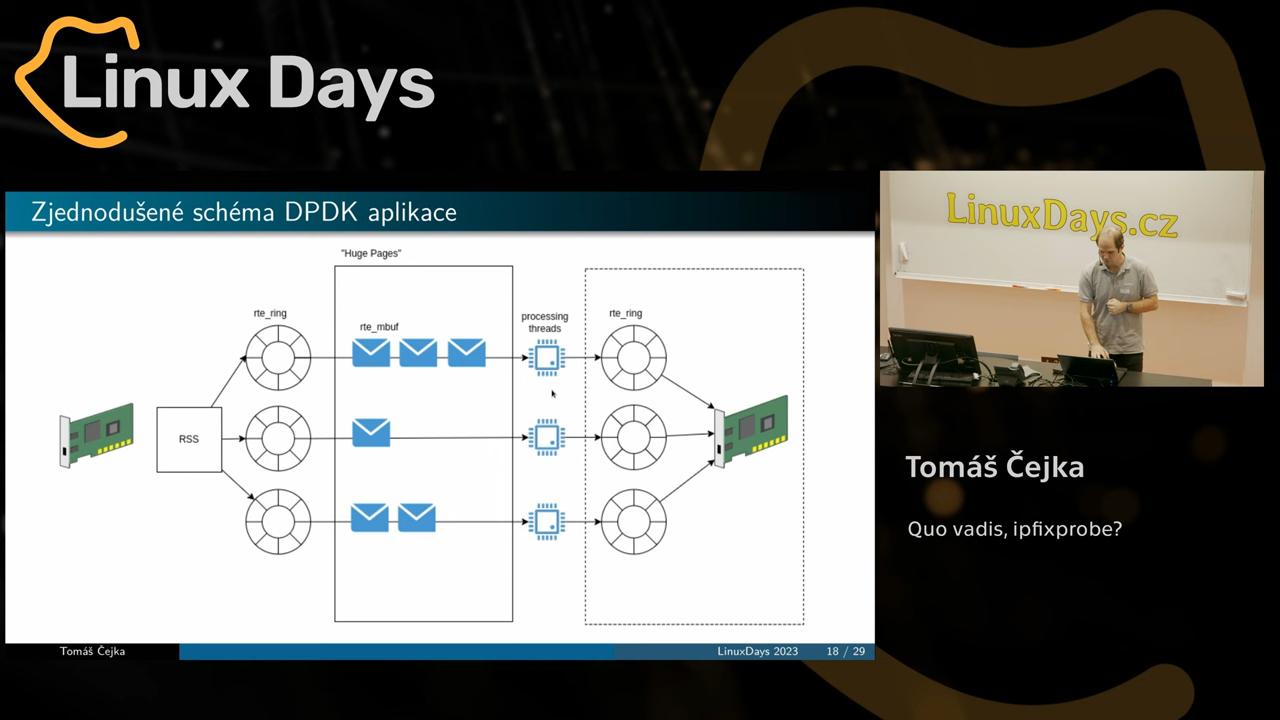 Linux Days
Zjednodušené schéma DPDK aplikace
"Huge Pages"
rte_ring
rte_mbuf
processing
threads
rte_ring
RSS
Tomáš Čejka
LinuxDays 2023
18 / 29
LinuxDays.cz
Tomáš Čejka
Quo vadis, ipfixprobe?